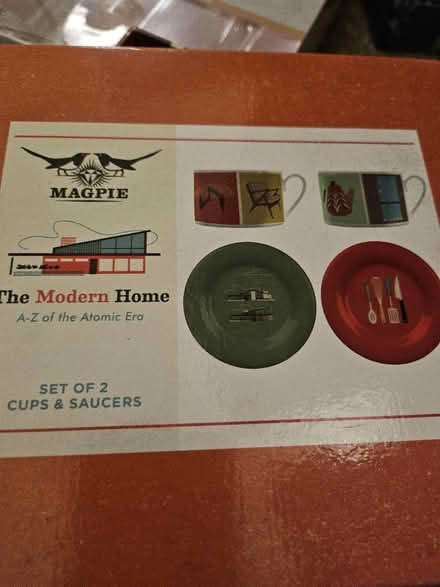 MAGPIE
The Modern Home
A-Z of the Atomic Era
SET OF 2
CUPS & SAUCERS